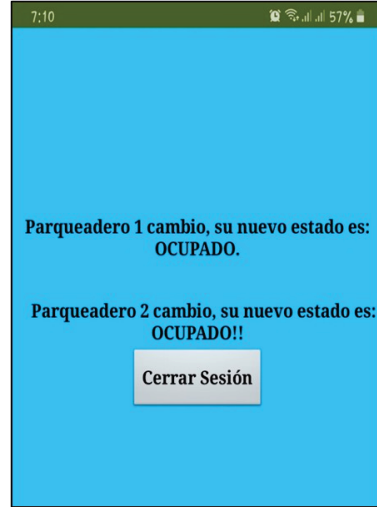 7:10 57%
Parqueadero 1 cambio, su nuevo estado es:
OCUPADO.
Parqueadero 2 cambio, su nuevo estado es:
OCUPADO!!
Cerrar Sesión